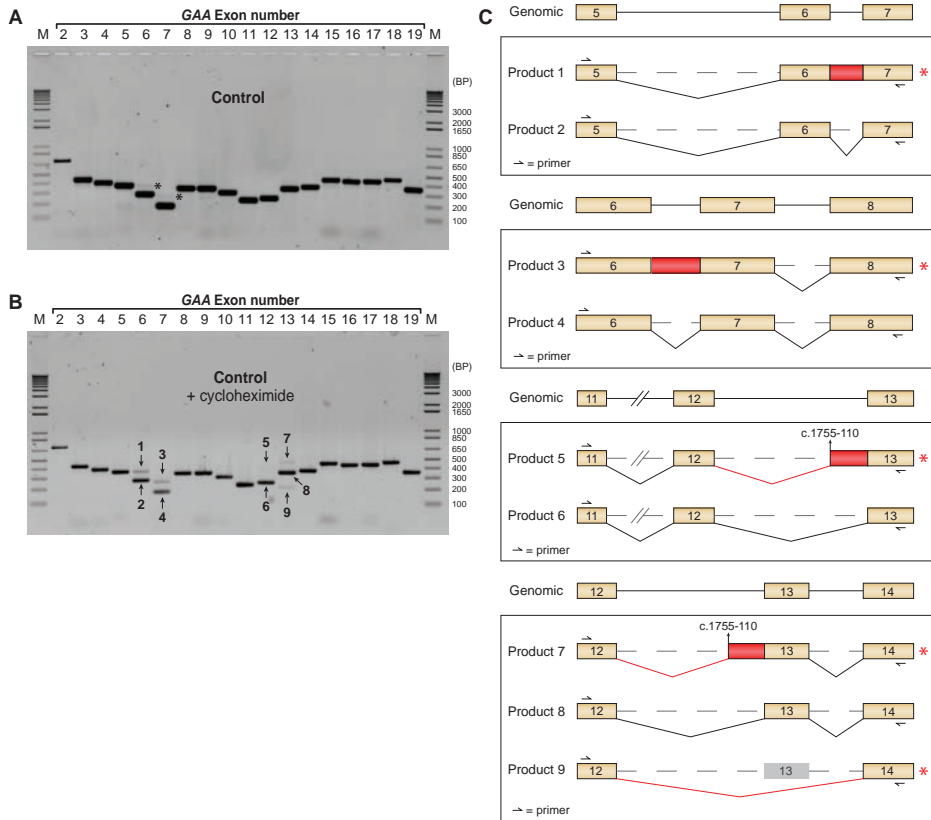 A
GAA Exon number
M 2 3 4 5 6 7 8 9 10 11 12 13 14 15 16 17 18 19 M
(BP)
Control
3000
2000
1650
1000
850
650
500
400
300
200
100
*
*
B
GAA Exon number
M 2 3 4 5 6 7 8 9 10 11 12 13 14 15 16 17 18 19 M
(BP)
Control
+ cycloheximide
3000
2000
1650
1000
850
650
500
400
300
200
100
1 3 5 7
2 4 6 8 9
C
Genomic 5 6 7
Product 1 5 6 7 *
Product 2 5 6 7
= primer
Genomic 6 7 8
Product 3 6 7 8 *
Product 4 6 7 8
= primer
Genomic 11 12 13
c.1755-110
Product 5 11 12 13 *
Product 6 11 12 13
= primer
Genomic 12 13 14
c.1755-110
Product 7 12 13 14 *
Product 8 12 13 14
Product 9 12 13 14 *
= primer